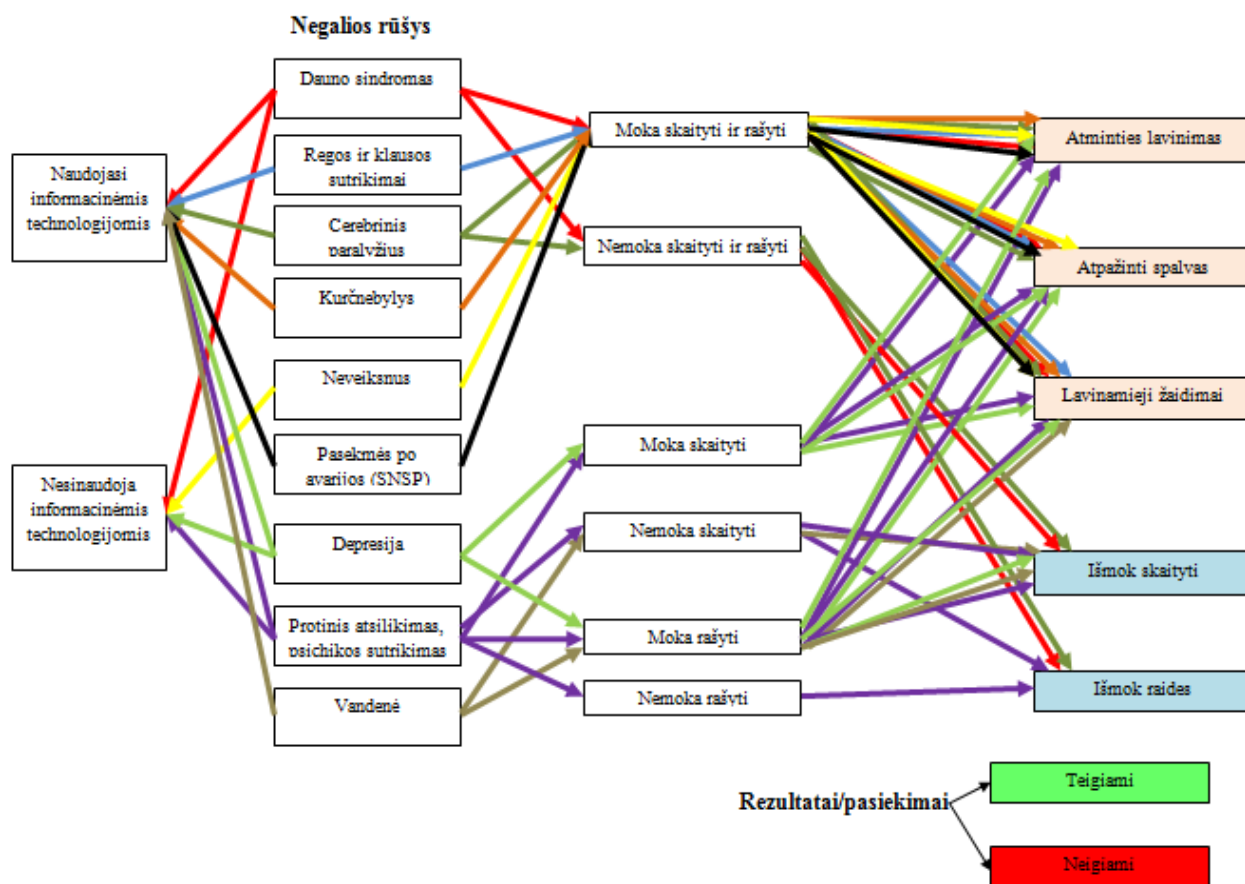 Negalios rūšys
Dauno sindromas
Regos ir klausos
sutrikimai
Cerebrinis
paralyžius
Kurčnebylys
Neveiksnus
Pasekmės po
avarijos (SNSP)
Depresija
Protinis atsilikimas,
psichikos sutrikimas
Vandenė
Naudojasi
informacinėmis
technologijomis
Nesinaudoja
informacinėmis
technologijomis
Moka skaityti ir rašyti
Nemoka skaityti ir rašyti
Moka skaityti
Nemoka skaityti
Moka rašyti
Nemoka rašyti
Atminties lavinimas
Atpažinti spalvas
Lavinamieji žaidimai
Išmok skaityti
Išmok raides
Rezultatai/pasiekimai
Teigiami
Neigiami